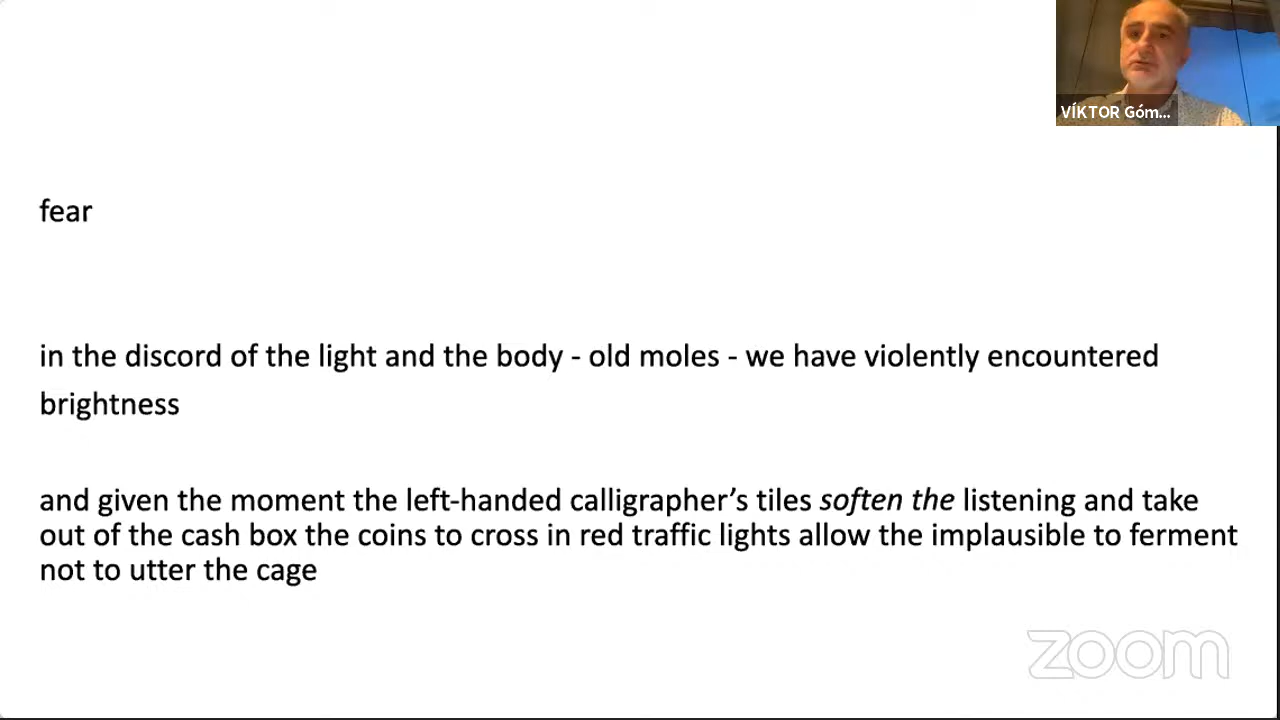 VÍKTOR Góm...
fear
in the discord of the light and the body - old moles - we have violently encountered
brightness
and given the moment the left-handed calligrapher’s tiles soften the listening and take
out of the cash box the coins to cross in red traffic lights allow the implausible to ferment
not to utter the cage
zoom